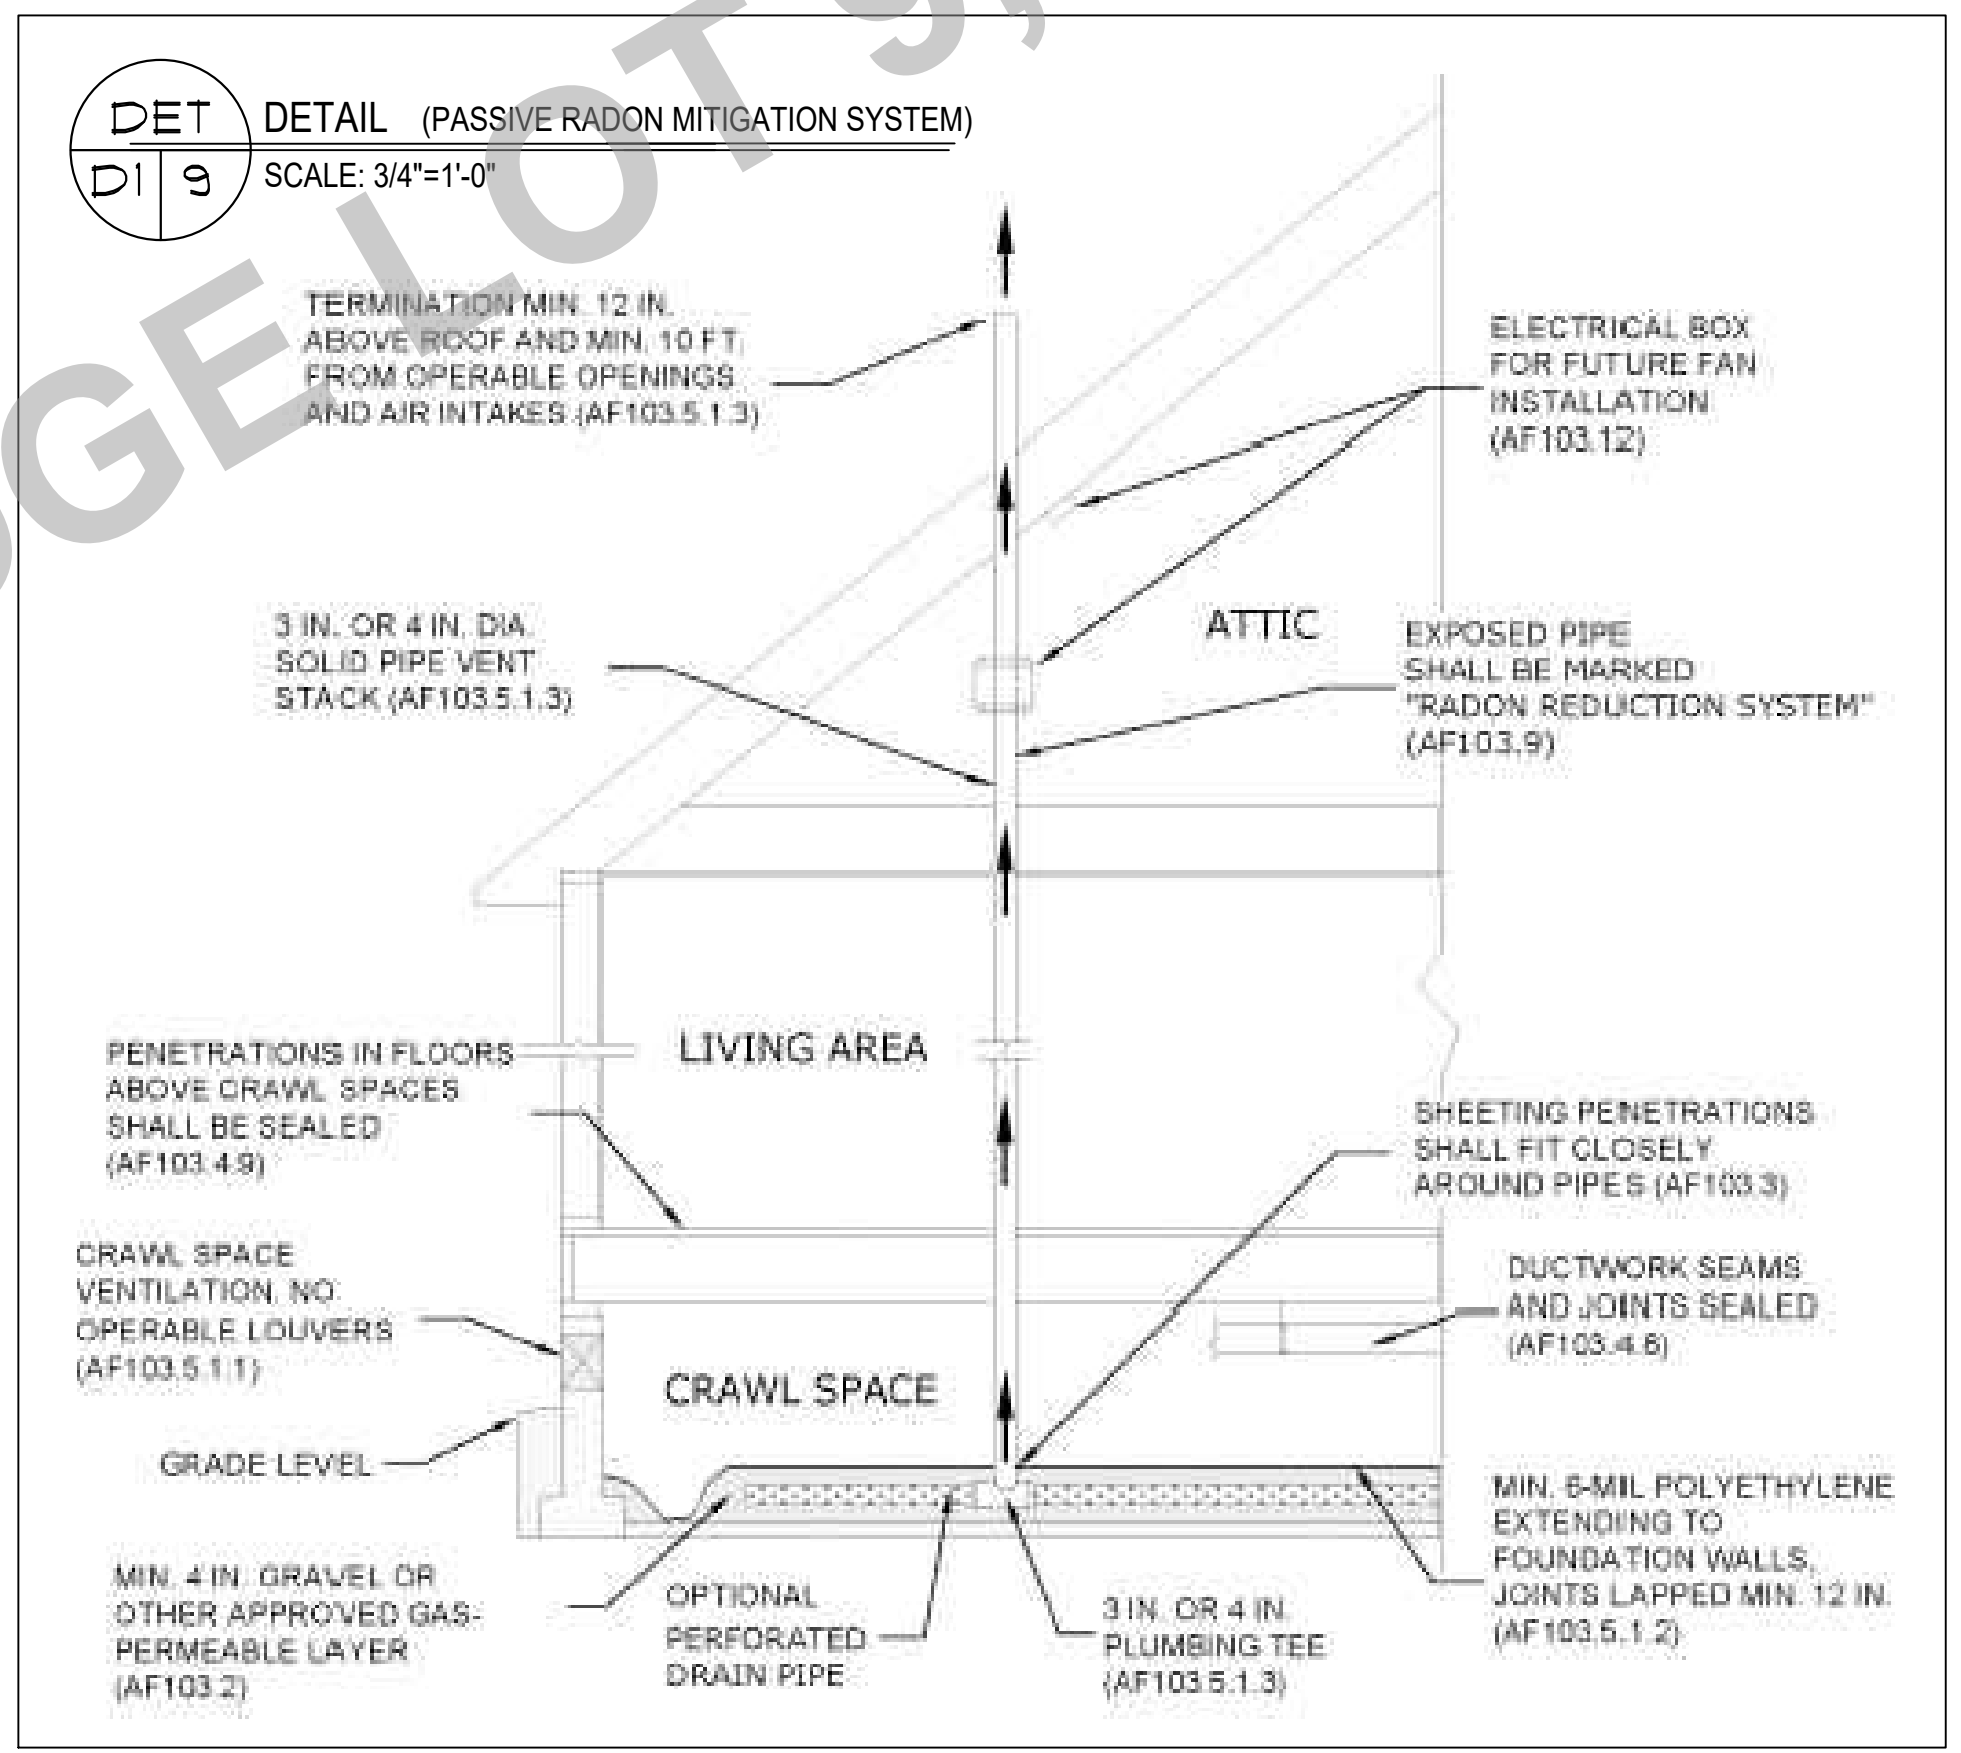 DGE LOT 9,
DET
D1 9
DETAIL (PASSIVE RADON MITIGATION SYSTEM)
SCALE: 3/4"=1'-0"
TERMINATION MIN. 12 IN.
ABOVE ROOF AND MIN. 10 FT.
FROM OPERABLE OPENINGS
AND AIR INTAKES (AF103.5.1.3)
ELECTRICAL BOX
FOR FUTURE FAN
INSTALLATION
(AF103.12)
3 IN. OR 4 IN. DIA.
SOLID PIPE VENT
STACK (AF103.5.1.3)
ATTIC
EXPOSED PIPE
SHALL BE MARKED
"RADON REDUCTION SYSTEM"
(AF103.9)
PENETRATIONS IN FLOORS
ABOVE CRAWL SPACES
SHALL BE SEALED
(AF103.4.9)
LIVING AREA
SHEETING PENETRATIONS
SHALL FIT CLOSELY
AROUND PIPES (AF103.3)
CRAWL SPACE
VENTILATION, NO
OPERABLE LOUVERS
(AF103.5.1.1)
DUCTWORK SEAMS
AND JOINTS SEALED
(AF103.4.6)
CRAWL SPACE
GRADE LEVEL
MIN. 4 IN. GRAVEL OR
OTHER APPROVED GAS-
PERMEABLE LAYER
(AF103.2)
OPTIONAL
PERFORATED
DRAIN PIPE
3 IN. OR 4 IN.
PLUMBING TEE
(AF103.5.1.3)
MIN. 6-MIL POLYETHYLENE
EXTENDING TO
FOUNDATION WALLS,
JOINTS LAPPED MIN. 12 IN.
(AF103.5.1.2)